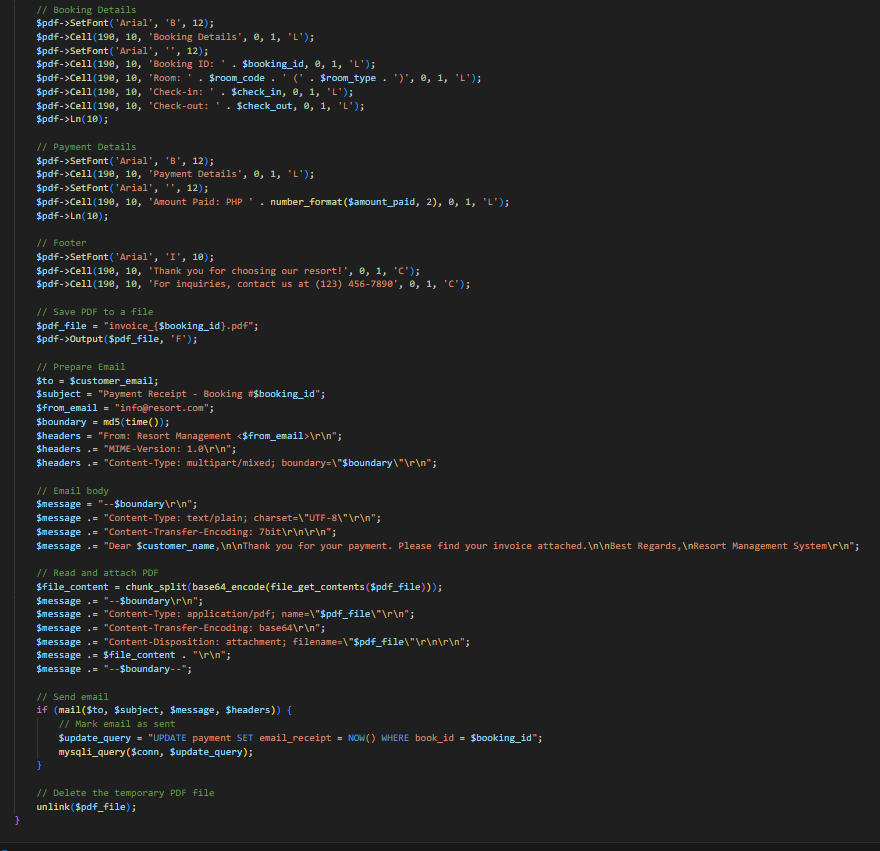 // Booking Details
$pdf->SetFont('Arial', 'B', 12);
$pdf->Cell(190, 10, 'Booking Details', 0, 1, 'L');
$pdf->SetFont('Arial', '', 12);
$pdf->Cell(190, 10, 'Booking ID: ' . $booking_id, 0, 1, 'L');
$pdf->Cell(190, 10, 'Room: ' . $room_code . ' (' . $room_type . ')', 0, 1, 'L');
$pdf->Cell(190, 10, 'Check-in: ' . $check_in, 0, 1, 'L');
$pdf->Cell(190, 10, 'Check-out: ' . $check_out, 0, 1, 'L');
$pdf->Ln(10);
// Payment Details
$pdf->SetFont('Arial', 'B', 12);
$pdf->Cell(190, 10, 'Payment Details', 0, 1, 'L');
$pdf->SetFont('Arial', '', 12);
$pdf->Cell(190, 10, 'Amount Paid: PHP ' . number_format($amount_paid, 2), 0, 1, 'L');
$pdf->Ln(10);
// Footer
$pdf->SetFont('Arial', 'I', 10);
$pdf->Cell(190, 10, 'Thank you for choosing our resort!', 0, 1, 'C');
$pdf->Cell(190, 10, 'For inquiries, contact us at (123) 456-7890', 0, 1, 'C');
// Save PDF to a file
$pdf_file = "invoice_{$booking_id}.pdf";
$pdf->Output($pdf_file, 'F');
// Prepare Email
$to = $customer_email;
$subject = "Payment Receipt - Booking #$booking_id";
$from_email = "info@resort.com";
$boundary = md5(time());
$headers = "From: Resort Management <$from_email>\r\n";
$headers .= "MIME-Version: 1.0\r\n";
$headers .= "Content-Type: multipart/mixed; boundary=\"$boundary\"\r\n";
// Email body
$message = "--$boundary\r\n";
$message .= "Content-Type: text/plain; charset=\"UTF-8\"\r\n";
$message .= "Content-Transfer-Encoding: 7bit\r\n\r\n";
$message .= "Dear $customer_name,\n\nThank you for your payment. Please find your invoice attached.\n\nBest Regards,\nResort Management System\r\n";
// Read and attach PDF
$file_content = chunk_split(base64_encode(file_get_contents($pdf_file)));
$message .= "--$boundary\r\n";
$message .= "Content-Type: application/pdf; name=\"$pdf_file\"\r\n";
$message .= "Content-Transfer-Encoding: base64\r\n";
$message .= "Content-Disposition: attachment; filename=\"$pdf_file\"\r\n\r\n";
$message .= $file_content . "\r\n";
$message .= "--$boundary--";
// Send email
if (mail($to, $subject, $message, $headers)) {
// Mark email as sent
$update_query = "UPDATE payment SET email_receipt = NOW() WHERE book_id = $booking_id";
mysqli_query($conn, $update_query);
}
// Delete the temporary PDF file
unlink($pdf_file);
}